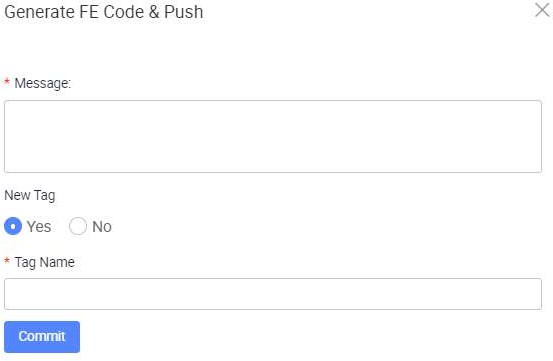 Generate FE Code & Push
* Message:
New Tag
Yes No
* Tag Name
Commit